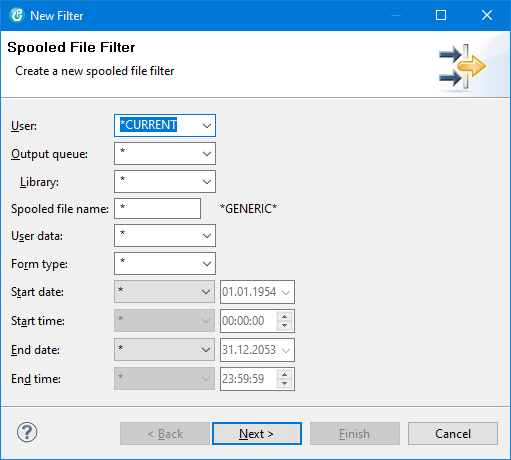 New Filter
Spooled File Filter
Create a new spooled file filter
User: *CURRENT
Output queue: *
Library: *
Spooled file name: * *GENERIC*
User data: *
Form type: *
Start date: * 01.01.1954
Start time: * 00:00:00
End date: * 31.12.2053
End time: * 23:59:59
? < Back Next > Finish Cancel